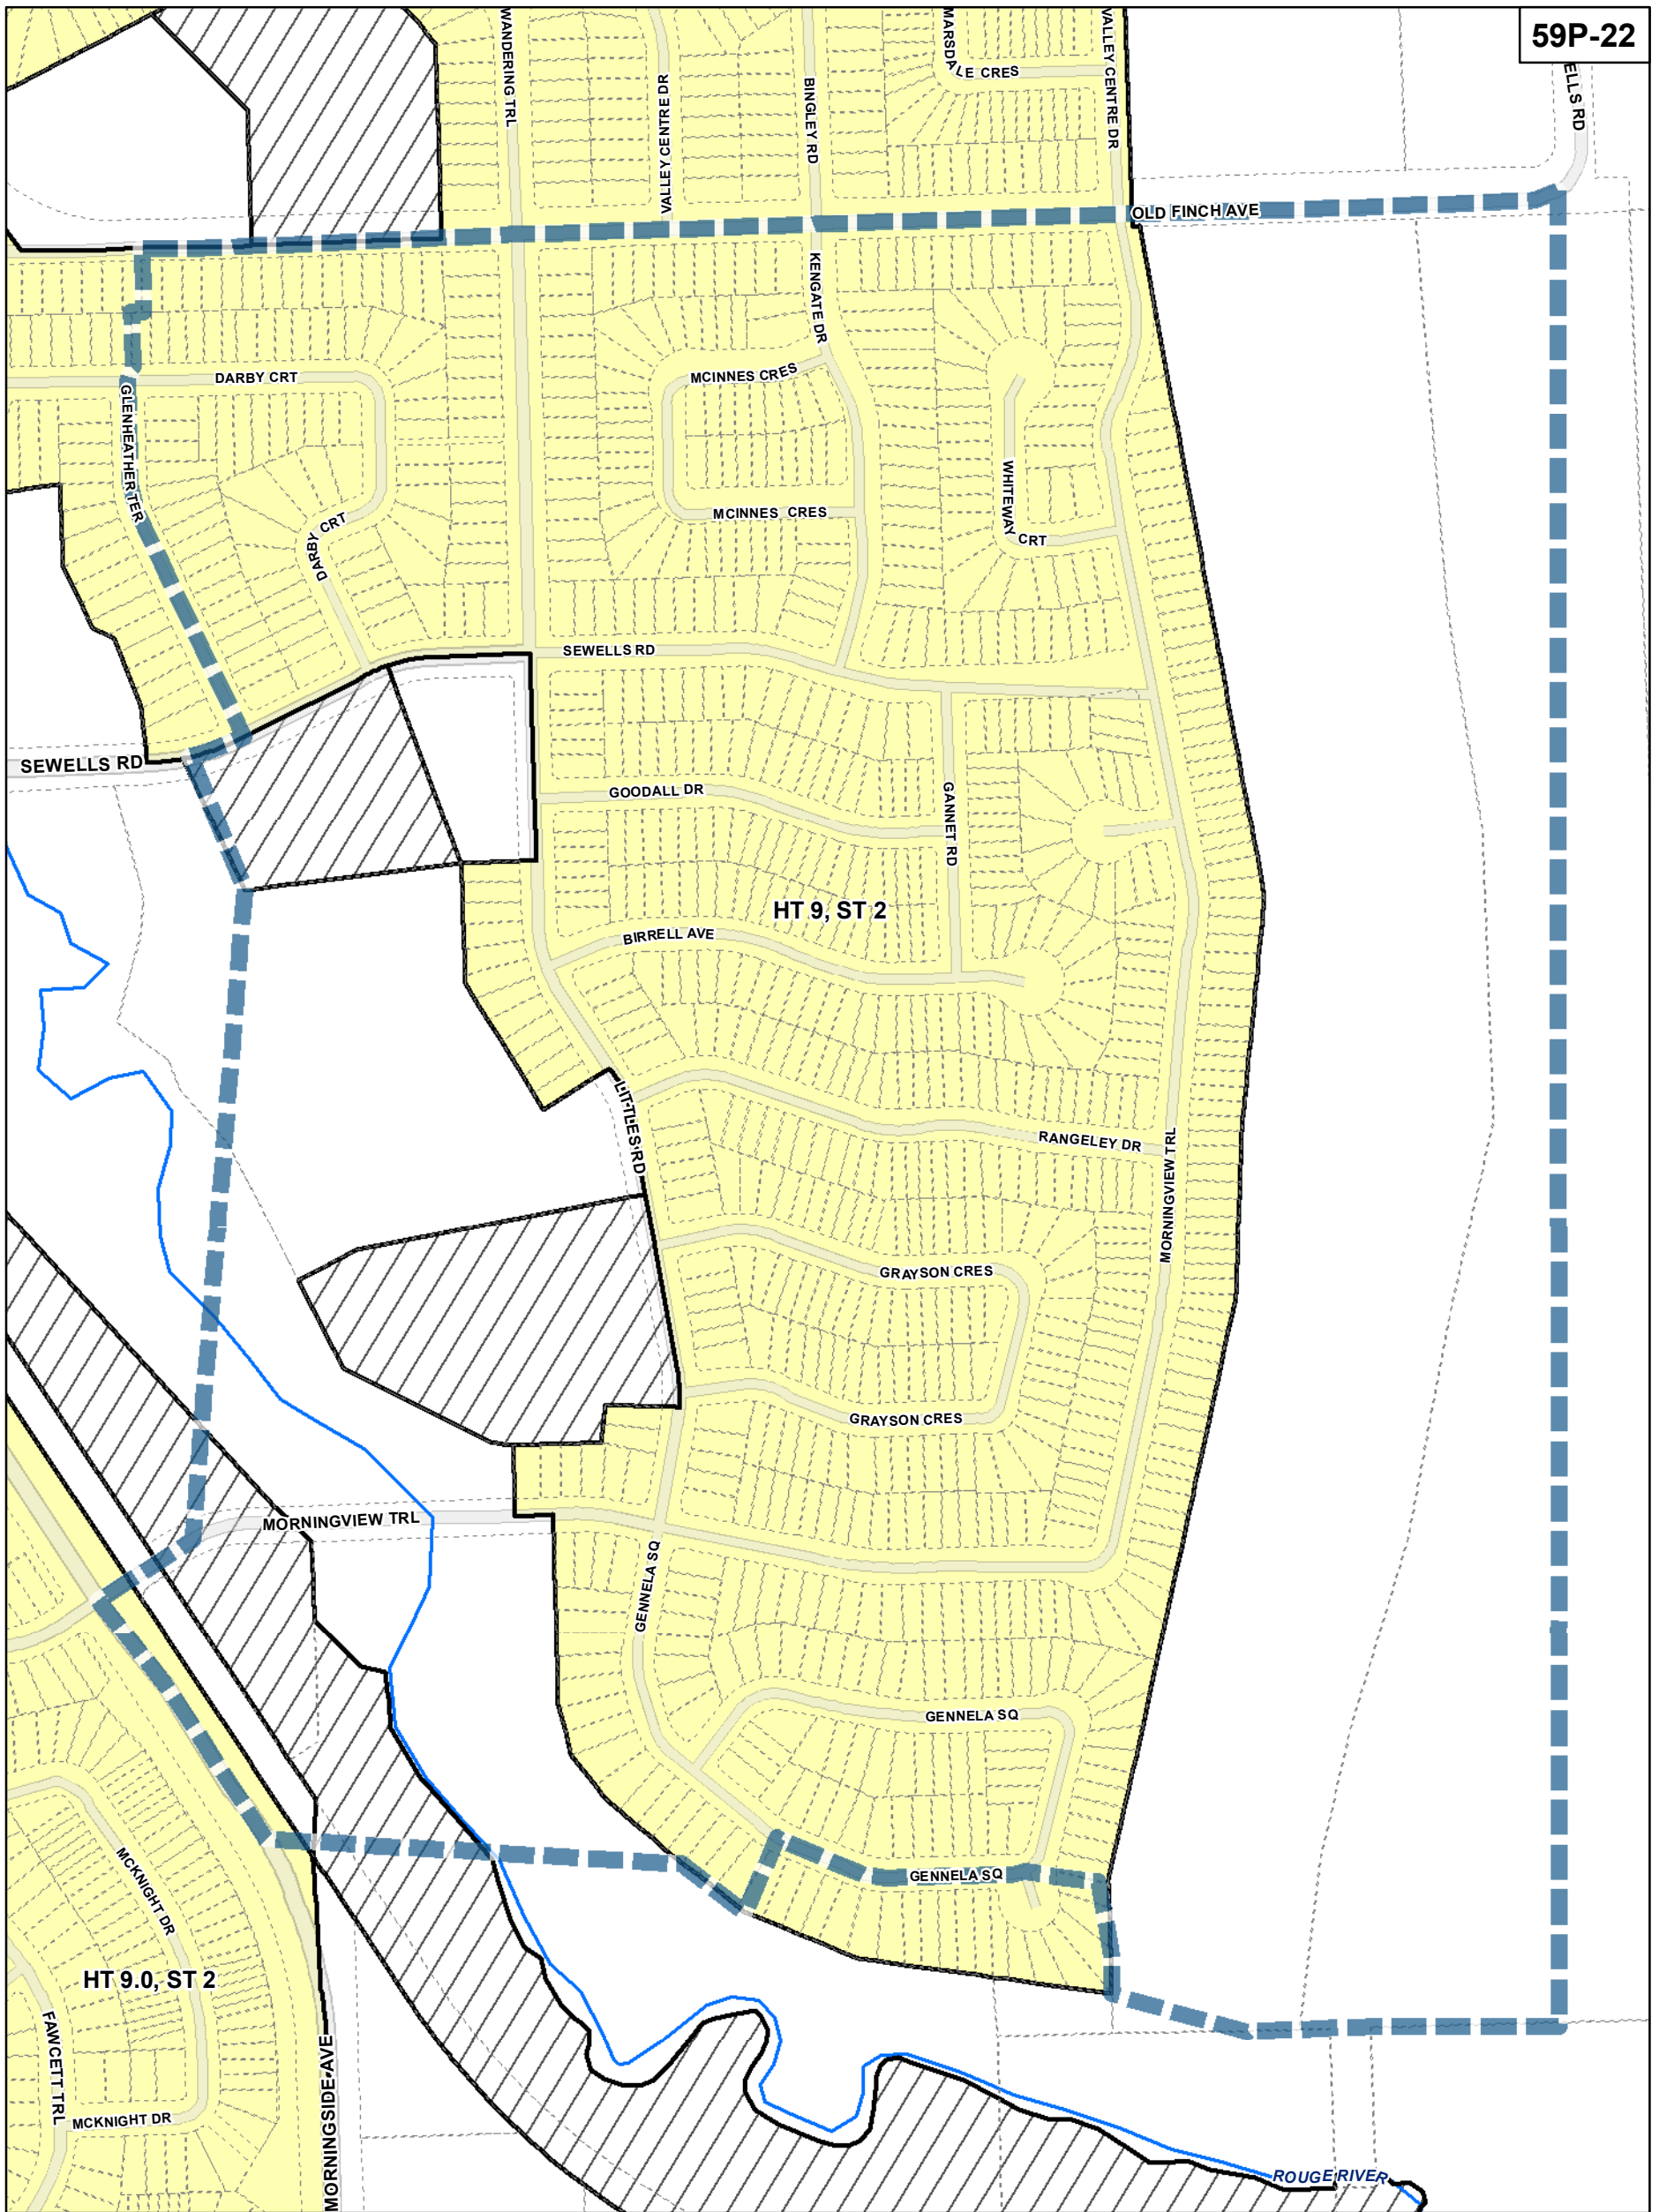 59P-22
WANDERING TRL
VALLEY CENTRE DR
BINGLEY RD
MARSDALE CRES
VALLEY CENTRE DR
ELLS RD
OLD FINCH AVE
KENGATE DR
DARBY CRT
GLENHEATHER TER
MCINNES CRES
WHITEWAY CRT
MCINNES CRES
DARBY CRT
SEWELLS RD
SEWELLS RD
GOODALL DR
GANNET RD
HT 9, ST 2
BIRRELL AVE
LITTLES RD
RANGELEY DR
MORNINGVIEW TRL
GRAYSON CRES
GRAYSON CRES
MORNINGVIEW TRL
GENNELA SQ
GENNELA SQ
GENNELA SQ
MCKNIGHT DR
HT 9.0, ST 2
FAWCETT TRL
MCKNIGHT DR
MORNINGSIDE AVE
ROUGE RIVER